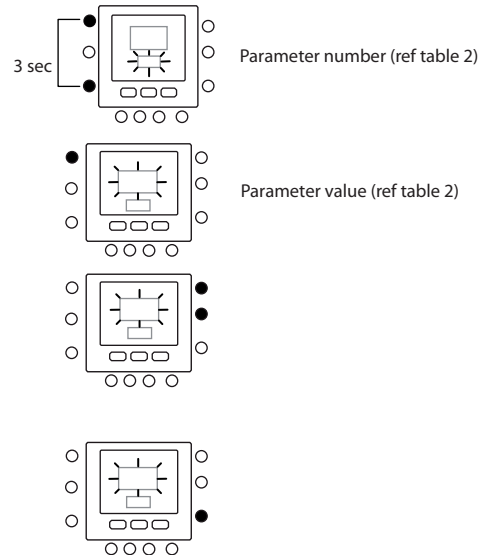 Parameter number (ref table 2)
3 sec
Parameter value (ref table 2)